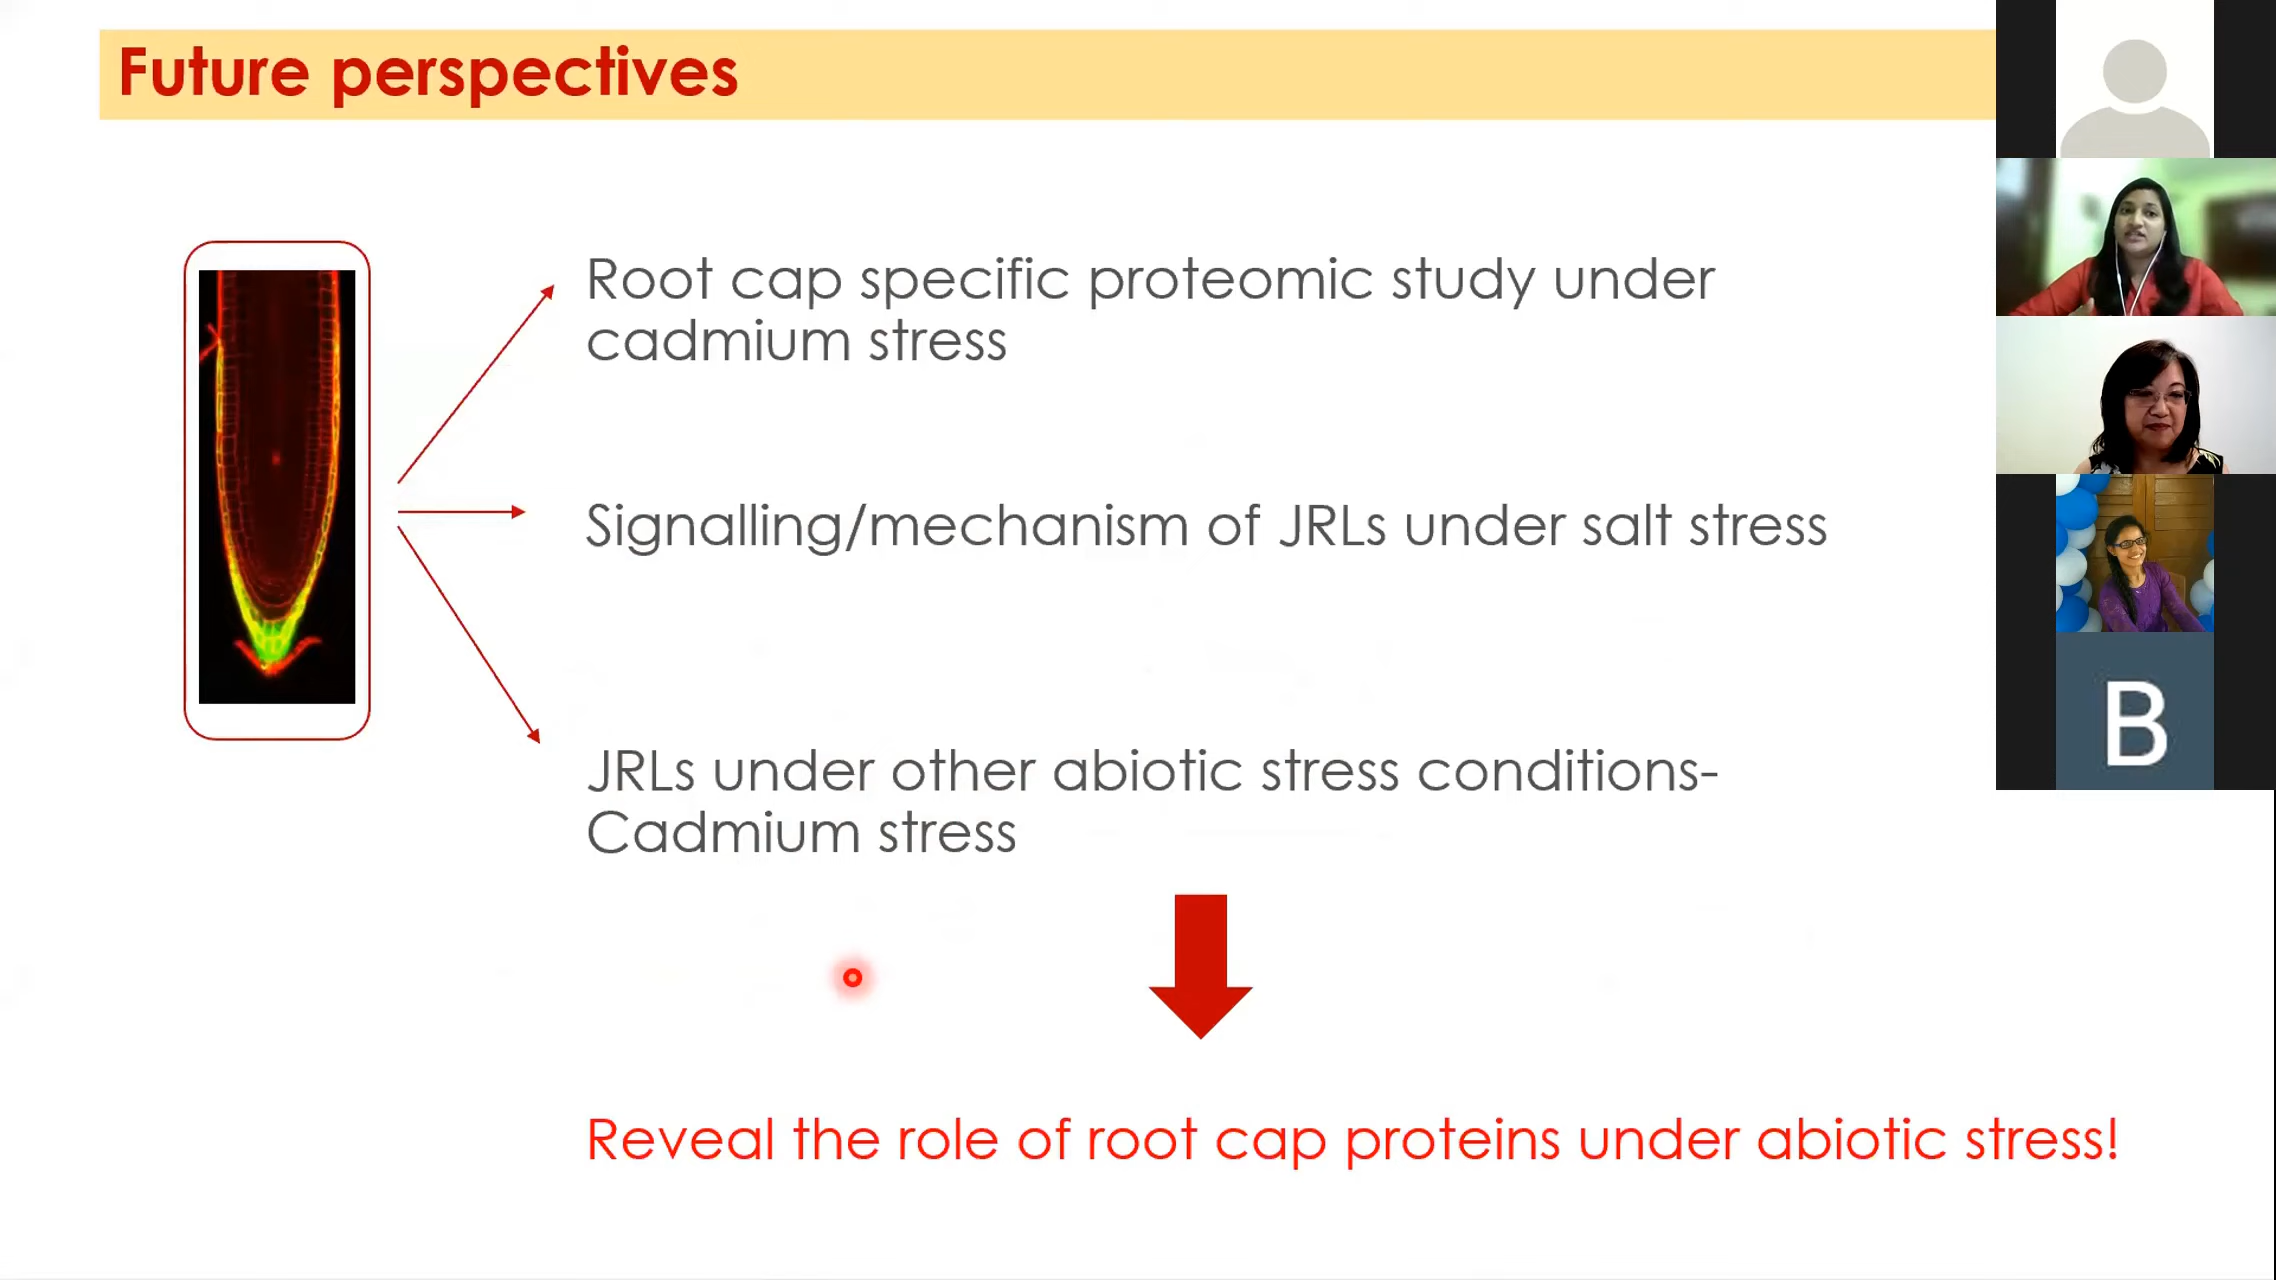 Future perspectives
Root cap specific proteomic study under
cadmium stress
Signalling/mechanism of JRLs under salt stress
JRLs under other abiotic stress conditions-
Cadmium stress
Reveal the role of root cap proteins under abiotic stress!
B